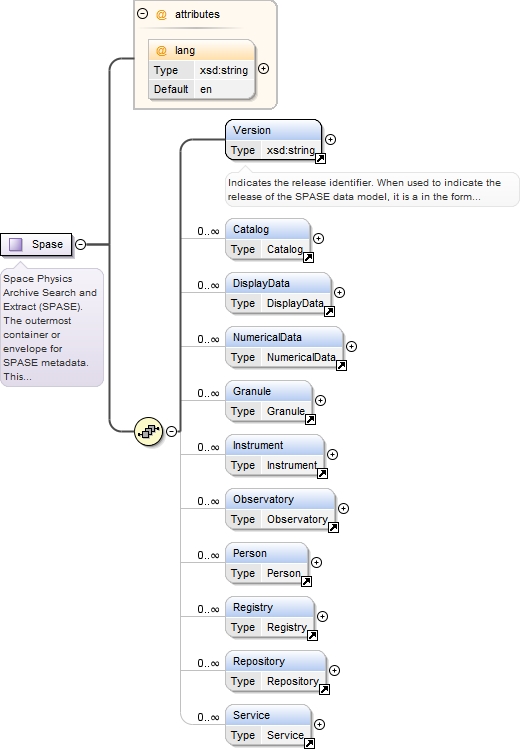 @ attributes
@ lang
Type xsd:string
Default en
Version
Type xsd:string
Indicates the release identifier. When used to indicate the
release of the SPASE data model, it is a in the form...
Spase
Space Physics
Archive Search and
Extract (SPASE).
The outermost
container or
envelope for
SPASE metadata.
This...
0..∞
Catalog
Type Catalog
0..∞
DisplayData
Type DisplayData
0..∞
NumericalData
Type NumericalData
0..∞
Granule
Type Granule
0..∞
Instrument
Type Instrument
0..∞
Observatory
Type Observatory
0..∞
Person
Type Person
0..∞
Registry
Type Registry
0..∞
Repository
Type Repository
0..∞
Service
Type Service